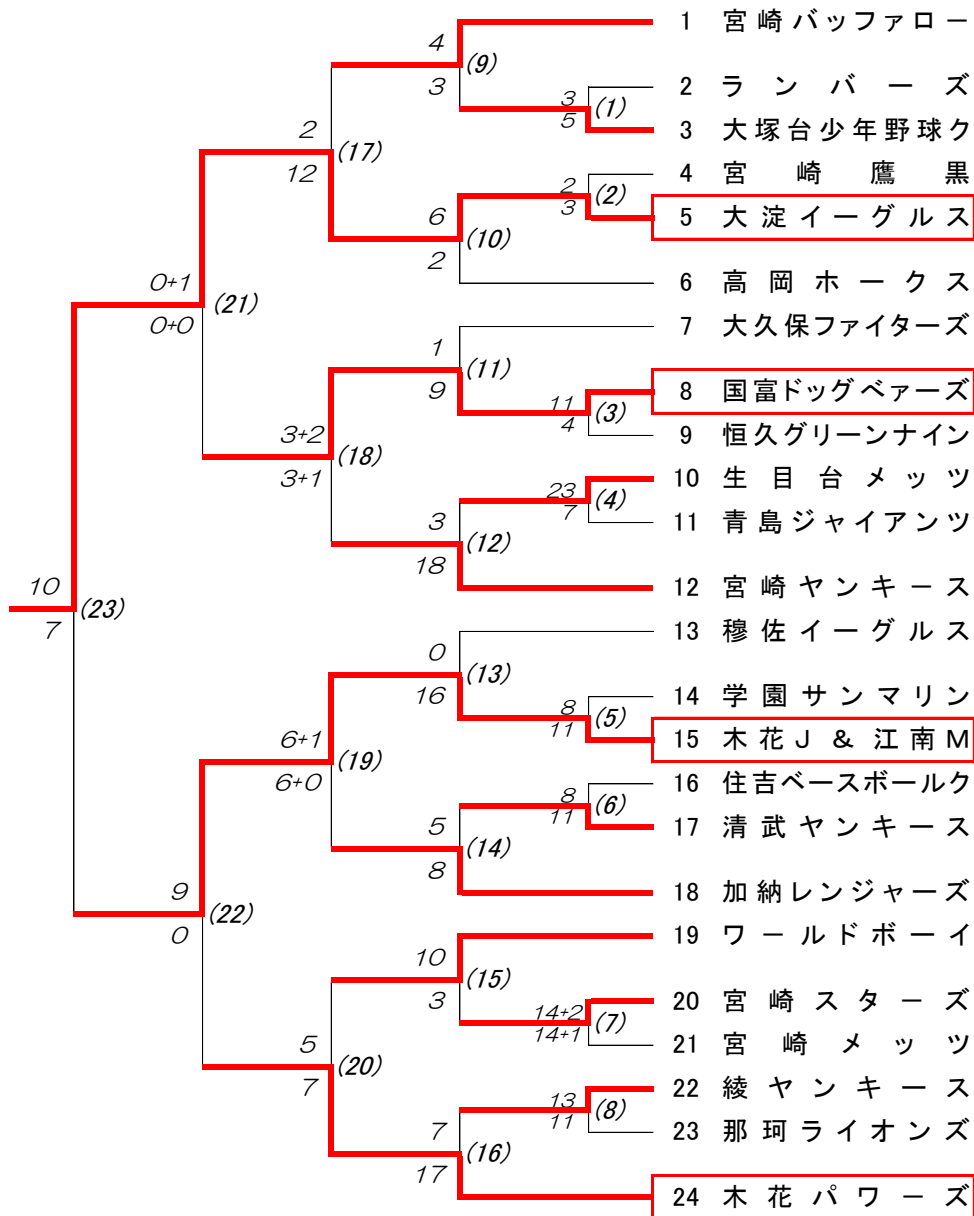 1 宮崎バッファロー
4
(9)
3
2 ランバーズ
3
(1)
5
3 大塚台少年野球ク
2
(17)
12
4 宮崎鷹黒
2
(2)
3
5 大淀イーグルス
6
(10)
2
6 高岡ホークス
0+1
(21)
0+0
7 大久保ファイターズ
1
(11)
9
8 国富ドッグベァーズ
11
(3)
4
9 恒久グリーンナイン
3+2
(18)
3+1
10 生目台メッツ
23
(4)
7
11 青島ジャイアンツ
3
(12)
18
12 宮崎ヤンキース
10
(23)
7
13 穆佐イーグルス
0
(13)
16
14 学園サンマリン
8
(5)
11
15 木花J & 江南M
6+1
(19)
6+0
16 住吉ベースボールク
8
(6)
11
17 清武ヤンキース
5
(14)
8
18 加納レンジャーズ
9
(22)
0
19 ワールドボーイ
10
(15)
3
20 宮崎スターズ
14+2
(7)
14+1
21 宮崎メッツ
5
(20)
7
22 綾ヤンキース
13
(8)
11
23 那珂ライオンズ
7
(16)
17
24 木花パワーズ